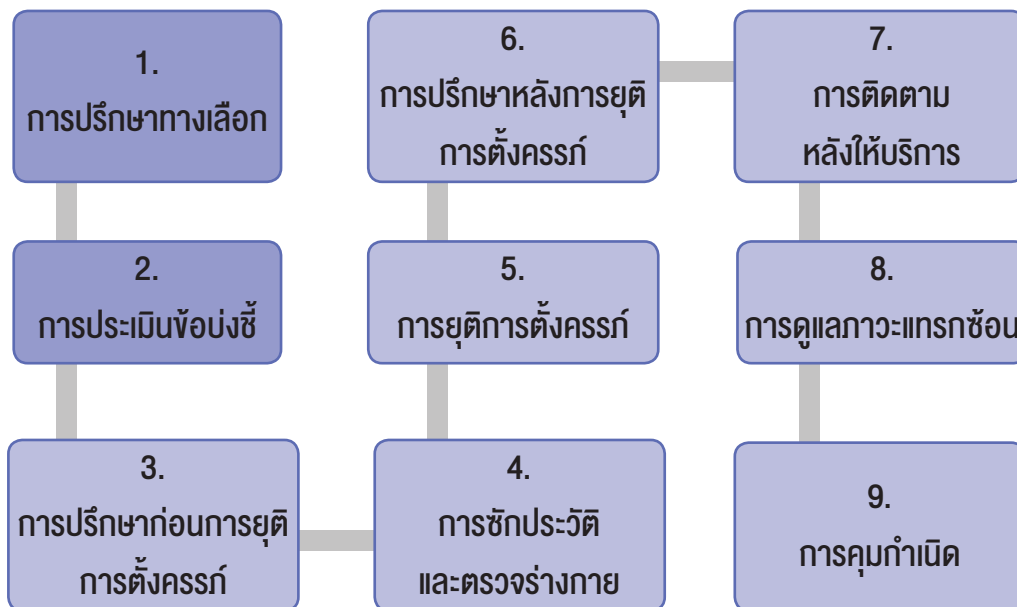 1.
การปรึกษาทางเลือก
2.
การประเมินข้อบ่งชี้
3.
การปรึกษาก่อนการยุติ
การตั้งครรภ์
4.
การซักประวัติ
และตรวจร่างกาย
5.
การยุติการตั้งครรภ์
6.
การปรึกษาหลังการยุติ
การตั้งครรภ์
7.
การติดตาม
หลังให้บริการ
8.
การดูแลภาวะแทรกซ้อน
9.
การคุมกำเนิด